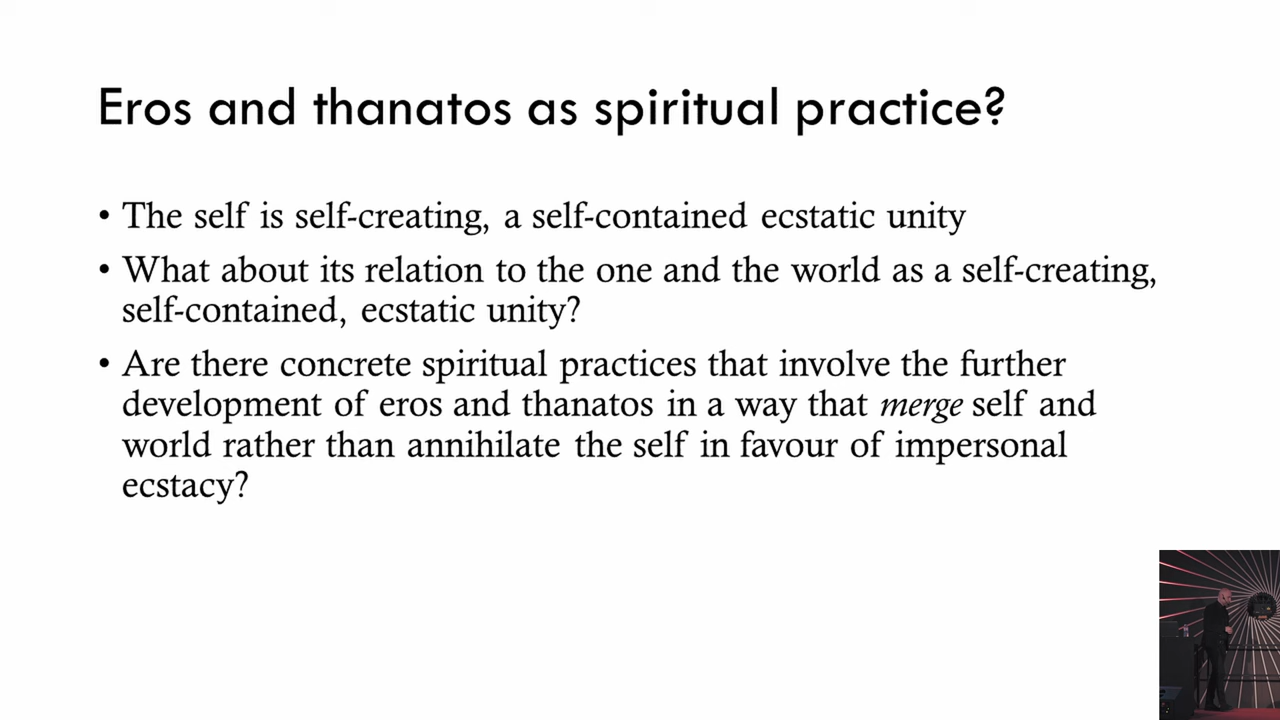 Eros and thanatos as spiritual practice?
• The self is self-creating, a self-contained ecstatic unity
• What about its relation to the one and the world as a self-creating,
self-contained, ecstatic unity?
• Are there concrete spiritual practices that involve the further
development of eros and thanatos in a way that merge self and
world rather than annihilate the self in favour of impersonal
ecstacy?